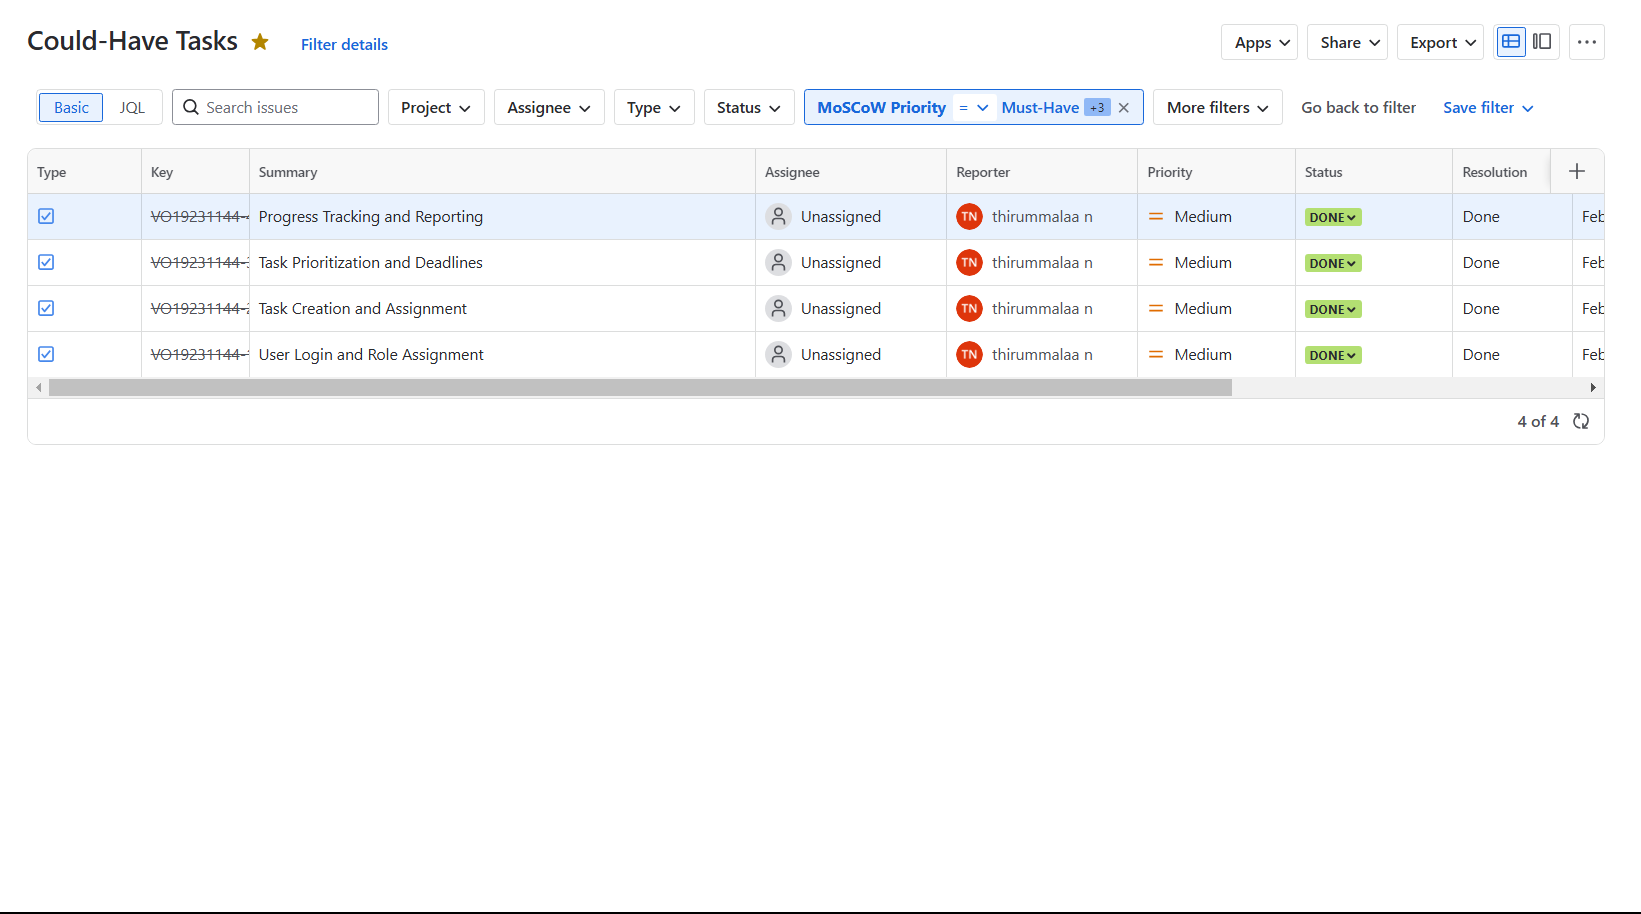 Could-Have Tasks Filter details Apps Share Export
Basic JQL Search issues Project Assignee Type Status MoSCoW Priority = Must-Have +3 More filters Go back to filter Save filter
Type Key Summary Assignee Reporter Priority Status Resolution
VO19231144- Progress Tracking and Reporting Unassigned TN thirummalaa n Medium DONE Done Feb
VO19231144- Task Prioritization and Deadlines Unassigned TN thirummalaa n Medium DONE Done Feb
VO19231144- Task Creation and Assignment Unassigned TN thirummalaa n Medium DONE Done Feb
VO19231144- User Login and Role Assignment Unassigned TN thirummalaa n Medium DONE Done Feb
4 of 4